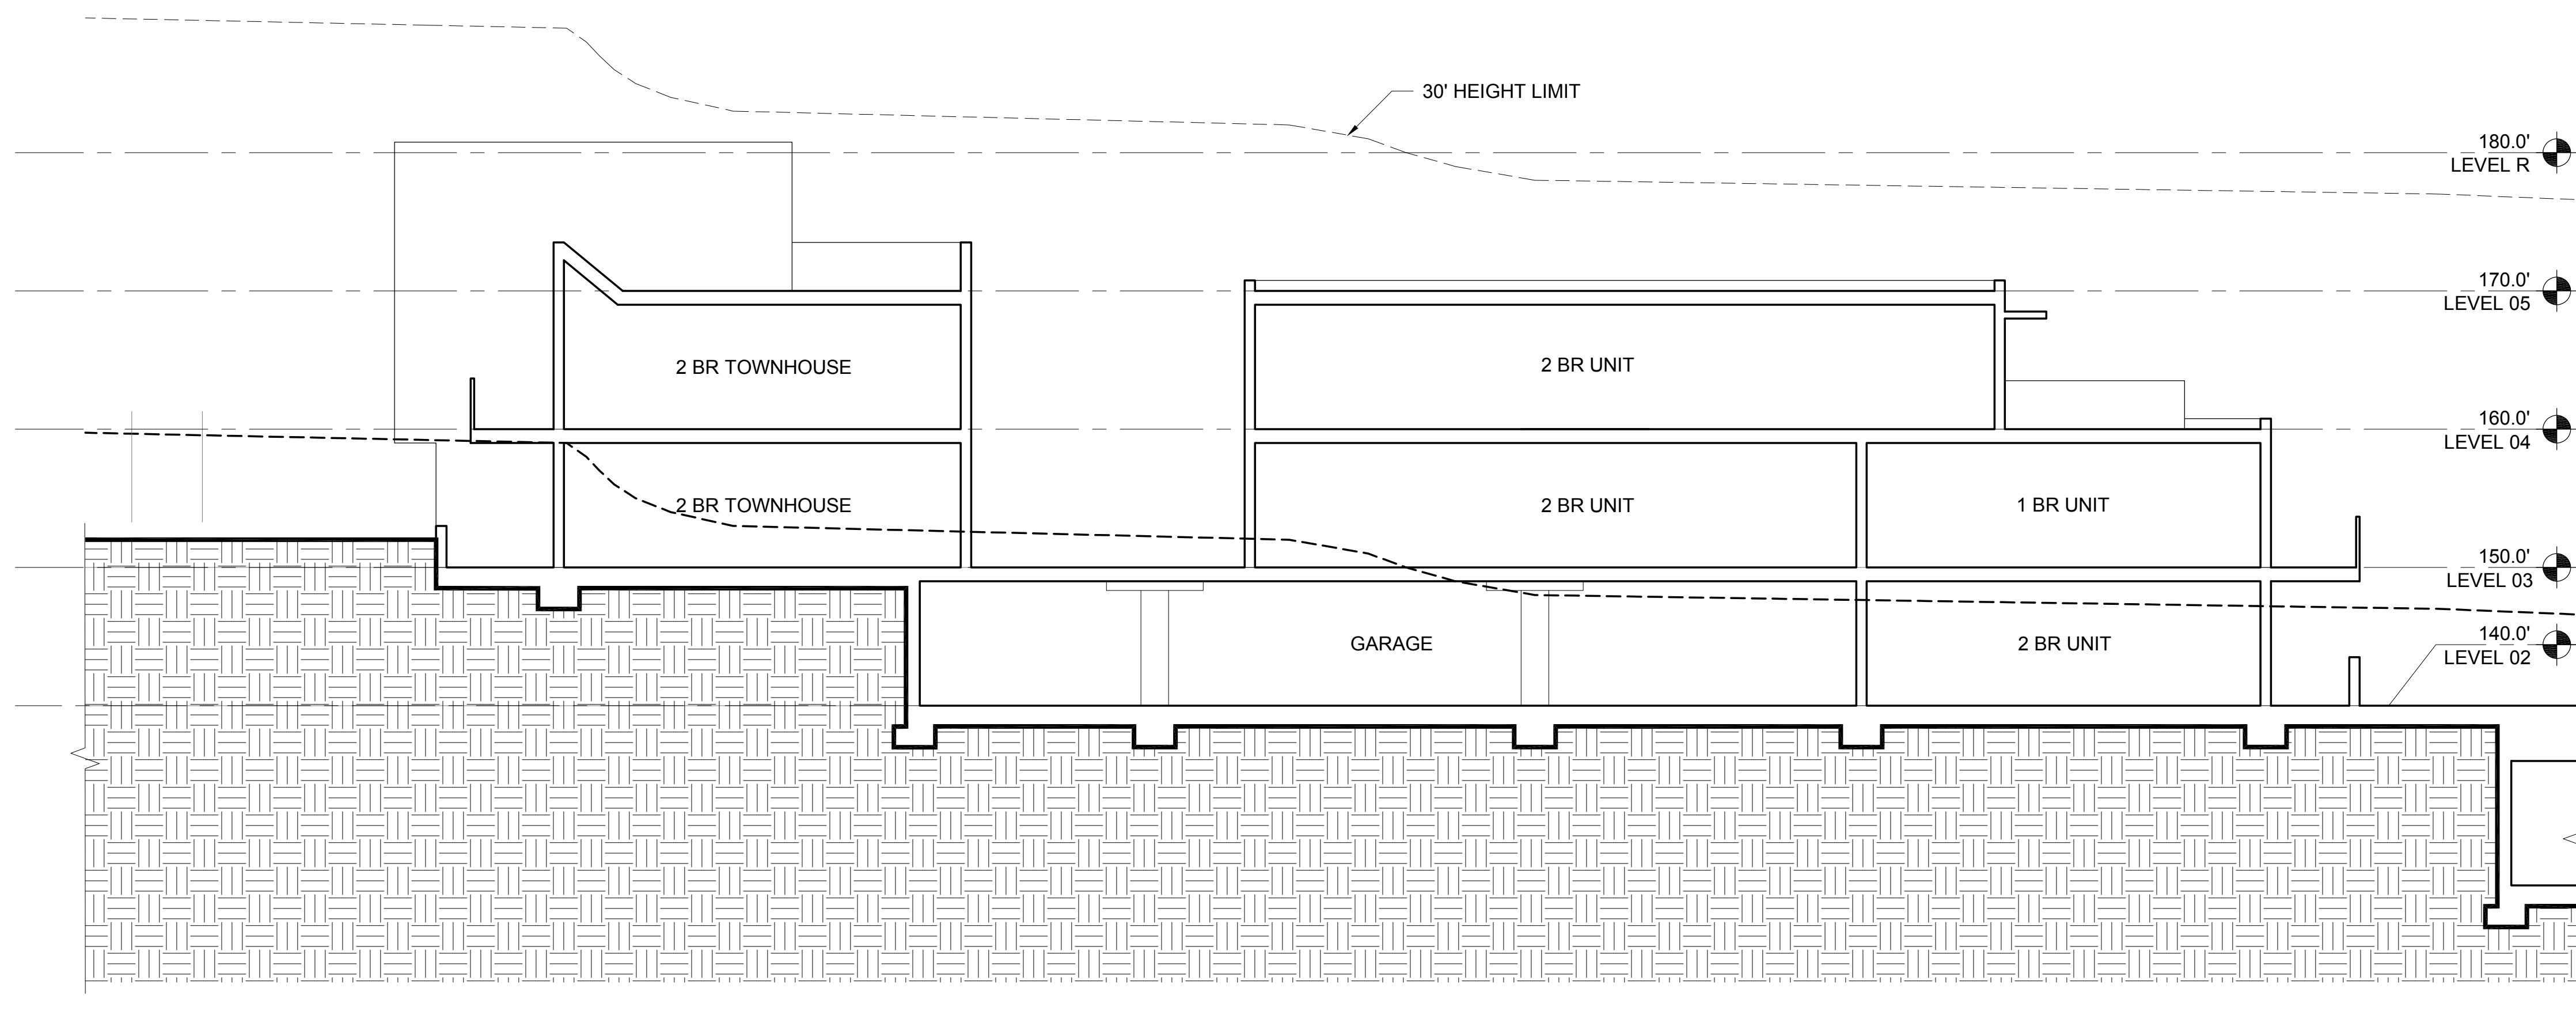 30' HEIGHT LIMIT
180.0'
LEVEL R
170.0'
LEVEL 05
2 BR TOWNHOUSE
2 BR UNIT
160.0'
LEVEL 04
2 BR TOWNHOUSE
2 BR UNIT
1 BR UNIT
150.0'
LEVEL 03
GARAGE
2 BR UNIT
140.0'
LEVEL 02